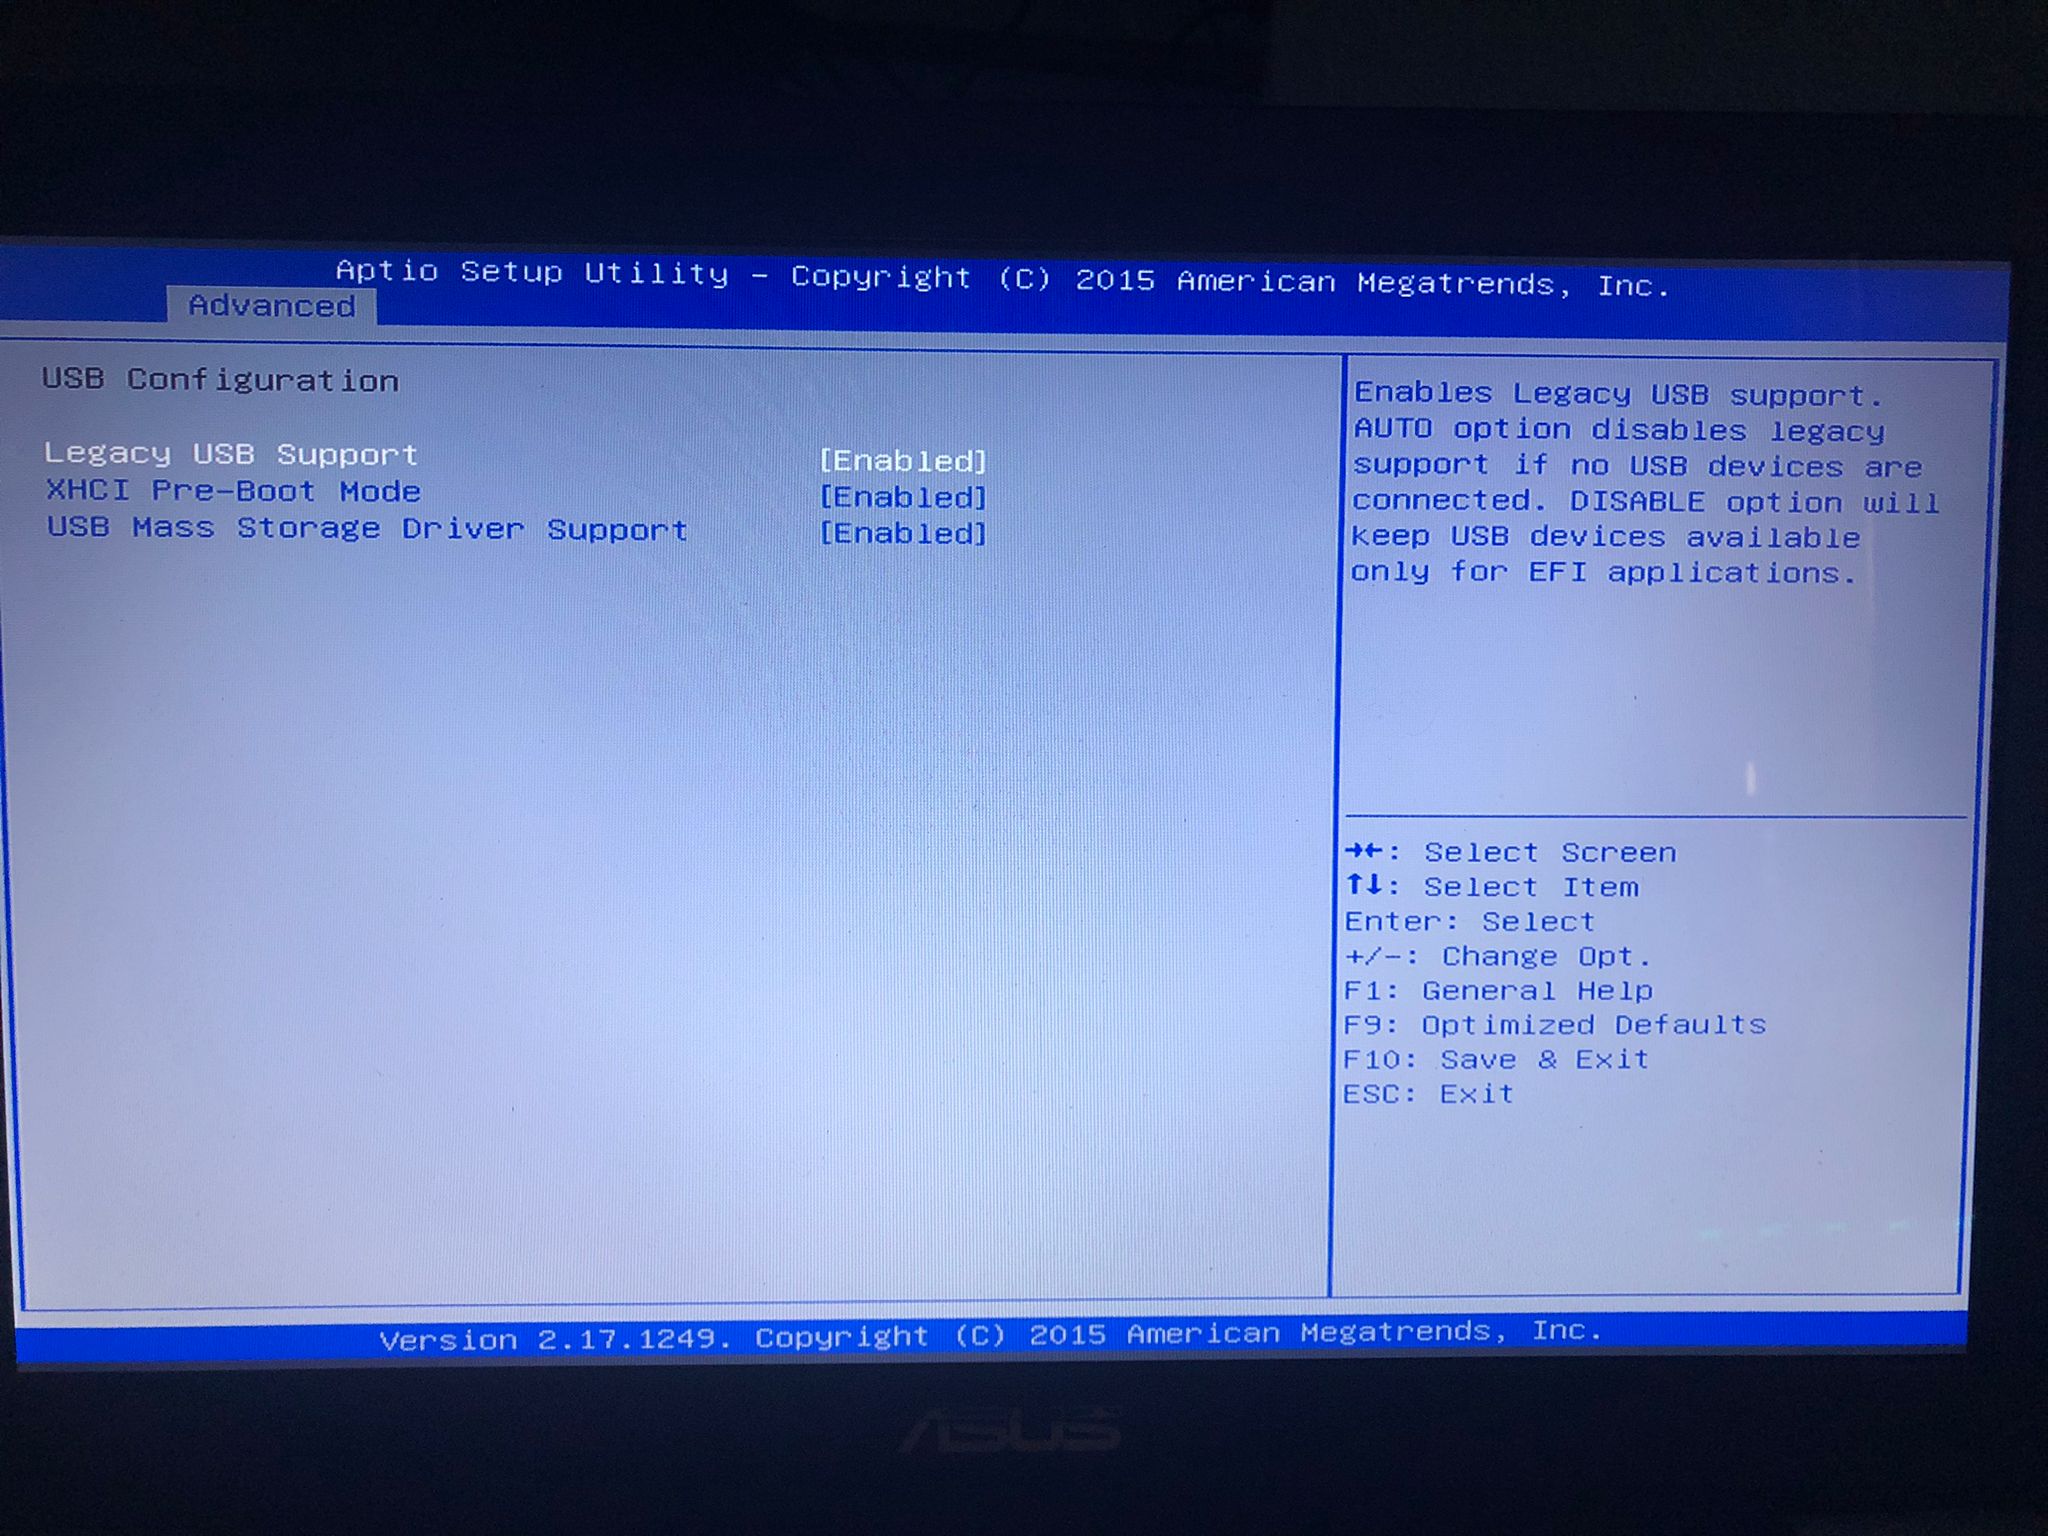 Aptio Setup Utility – Copyright (C) 2015 American Megatrends, Inc.
Advanced
USB Configuration
Legacy USB Support [Enabled]
XHCI Pre-Boot Mode [Enabled]
USB Mass Storage Driver Support [Enabled]
Enables Legacy USB support.
AUTO option disables legacy
support if no USB devices are
connected. DISABLE option will
keep USB devices available
only for EFI applications.
→←: Select Screen
↑↓: Select Item
Enter: Select
+/-: Change Opt.
F1: General Help
F9: Optimized Defaults
F10: Save & Exit
ESC: Exit
Version 2.17.1249. Copyright (C) 2015 American Megatrends, Inc.
ASUS